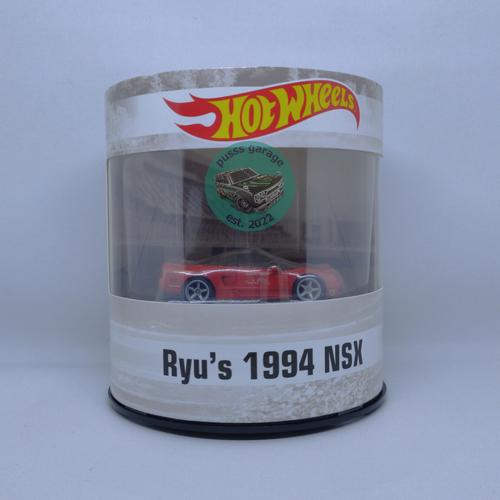 HOT WHEELS
pusss garage
est. 2022
Ryu's 1994 NSX